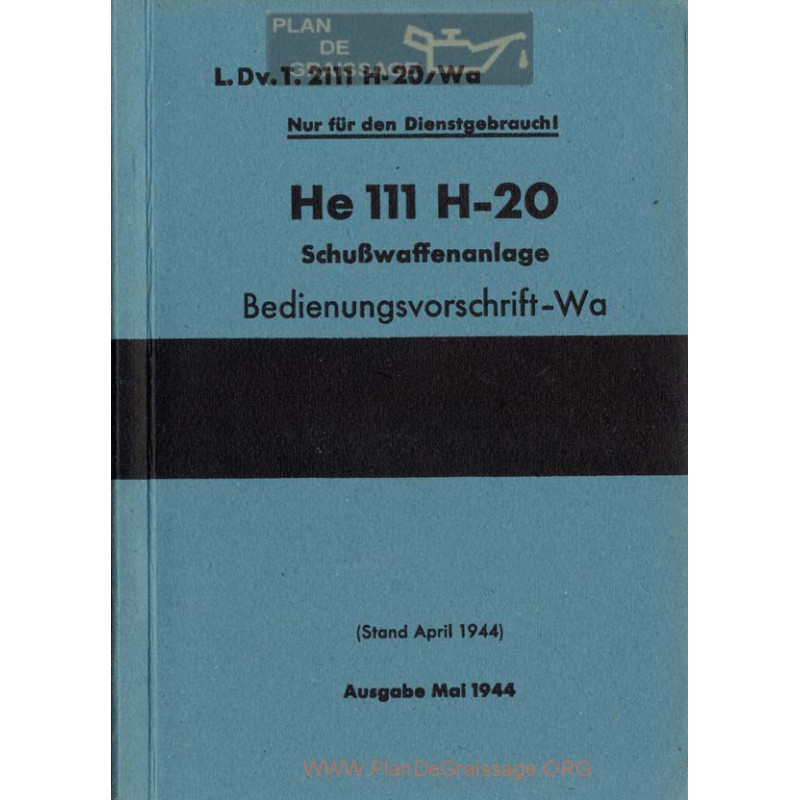 PLAN
DE
GRAISSAGE
L.Dv.T. 2111 H-20/Wa
Nur für den Dienstgebrauch!
He 111 H-20
Schußwaffenanlage
Bedienungsvorschrift-Wa
(Stand April 1944)
Ausgabe Mai 1944
WWW.PlanDeGraissage.ORG